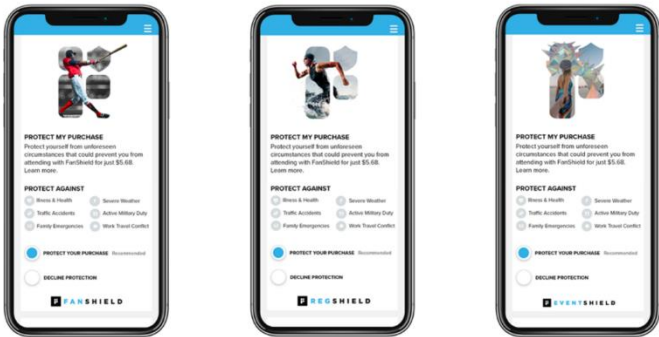 PROTECT MY PURCHASE
Protect yourself from unforeseen
circumstances that could prevent you from
attending with FanShield for just $5.68.
Learn more.
PROTECT AGAINST
Illness & Health
Severe Weather
Traffic Accidents
Active Military Duty
Family Emergencies
Work Travel Conflict
PROTECT YOUR PURCHASE Recommended
DECLINE PROTECTION
FANSHIELD
PROTECT MY PURCHASE
Protect yourself from unforeseen
circumstances that could prevent you from
attending with FanShield for just $5.68.
Learn more.
PROTECT AGAINST
Illness & Health
Severe Weather
Traffic Accidents
Active Military Duty
Family Emergencies
Work Travel Conflict
PROTECT YOUR PURCHASE Recommended
DECLINE PROTECTION
REGSHIELD
PROTECT MY PURCHASE
Protect yourself from unforeseen
circumstances that could prevent you from
attending with FanShield for just $5.68.
Learn more.
PROTECT AGAINST
Illness & Health
Severe Weather
Traffic Accidents
Active Military Duty
Family Emergencies
Work Travel Conflict
PROTECT YOUR PURCHASE Recommended
DECLINE PROTECTION
EVENTSHIELD